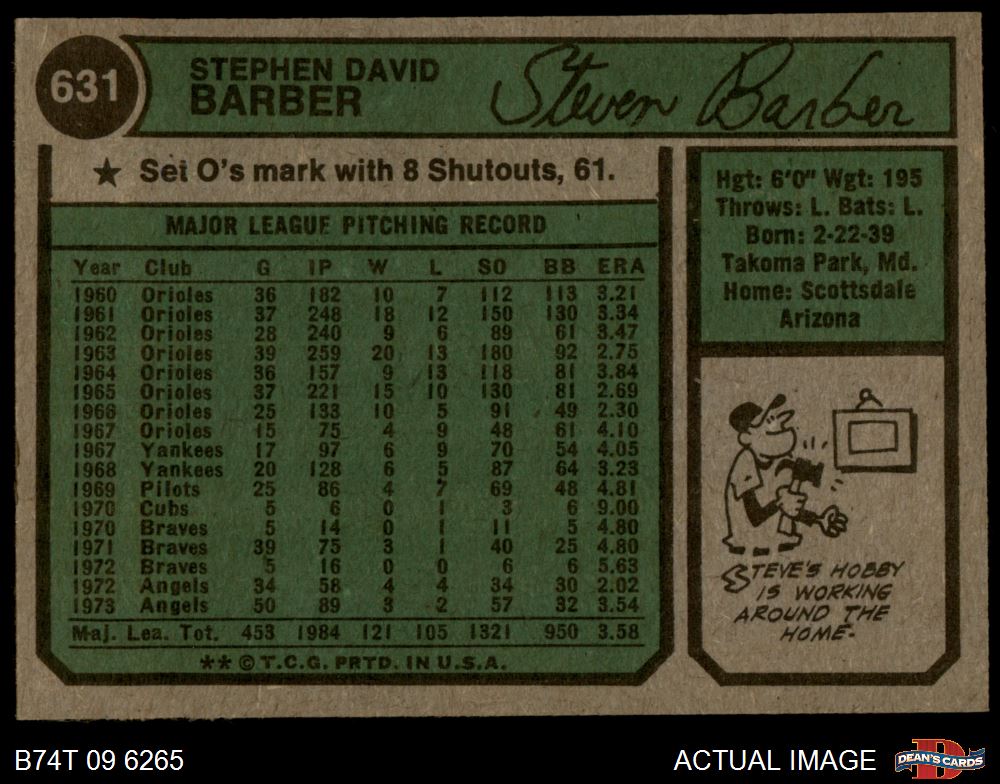 631
STEPHEN DAVID
BARBER
Steven Barber
★ Set O's mark with 8 Shutouts, 61.
MAJOR LEAGUE PITCHING RECORD
Year Club G IP W L SO BB ERA
1960 Orioles 36 182 10 7 112 113 3.21
1961 Orioles 37 248 18 12 150 130 3.34
1962 Orioles 28 240 9 6 89 61 3.47
1963 Orioles 39 259 20 13 180 92 2.75
1964 Orioles 36 157 9 13 118 81 3.84
1965 Orioles 37 221 15 10 130 81 2.69
1966 Orioles 25 133 10 5 91 49 2.30
1967 Orioles 15 75 4 9 48 61 4.10
1967 Yankees 17 97 6 9 70 54 4.05
1968 Yankees 20 128 6 5 87 64 3.23
1969 Pilots 25 86 4 7 69 48 4.81
1970 Cubs 5 6 0 1 3 6 9.00
1970 Braves 5 14 0 1 11 5 4.80
1971 Braves 39 75 3 1 40 25 4.80
1972 Braves 5 16 0 0 6 6 5.63
1972 Angels 34 58 4 4 34 30 2.02
1973 Angels 50 89 3 2 57 32 3.54
Maj. Lea. Tot. 453 1984 121 105 1321 950 3.58
** © T.C.G. PRTD. IN U.S.A.
Hgt: 6'0" Wgt: 195
Throws: L. Bats: L.
Born: 2-22-39
Takoma Park, Md.
Home: Scottsdale
Arizona
STEVE'S HOBBY
IS WORKING
AROUND THE
HOME.
B74T 09 6265
ACTUAL IMAGE
DEAN'S CARDS